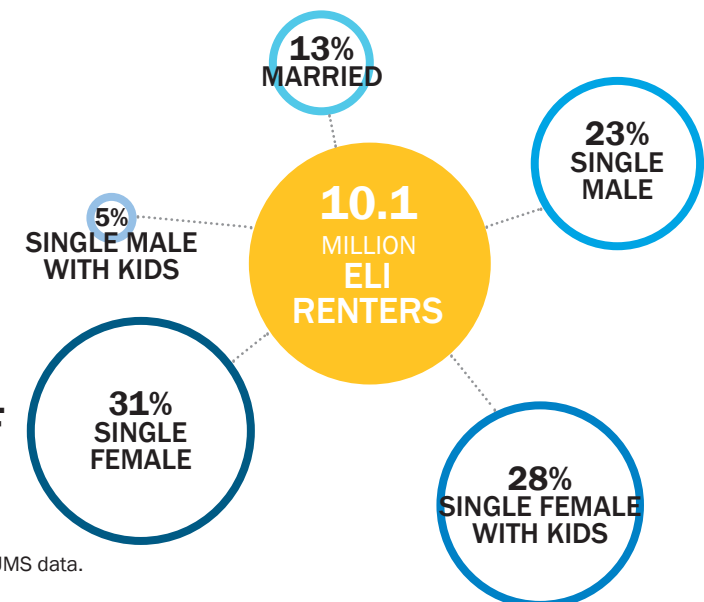 13%
MARRIED
23%
SINGLE
MALE
10.1
MILLION
ELI
RENTERS
5%
SINGLE MALE
WITH KIDS
31%
SINGLE
FEMALE
28%
SINGLE FEMALE
WITH KIDS
data.